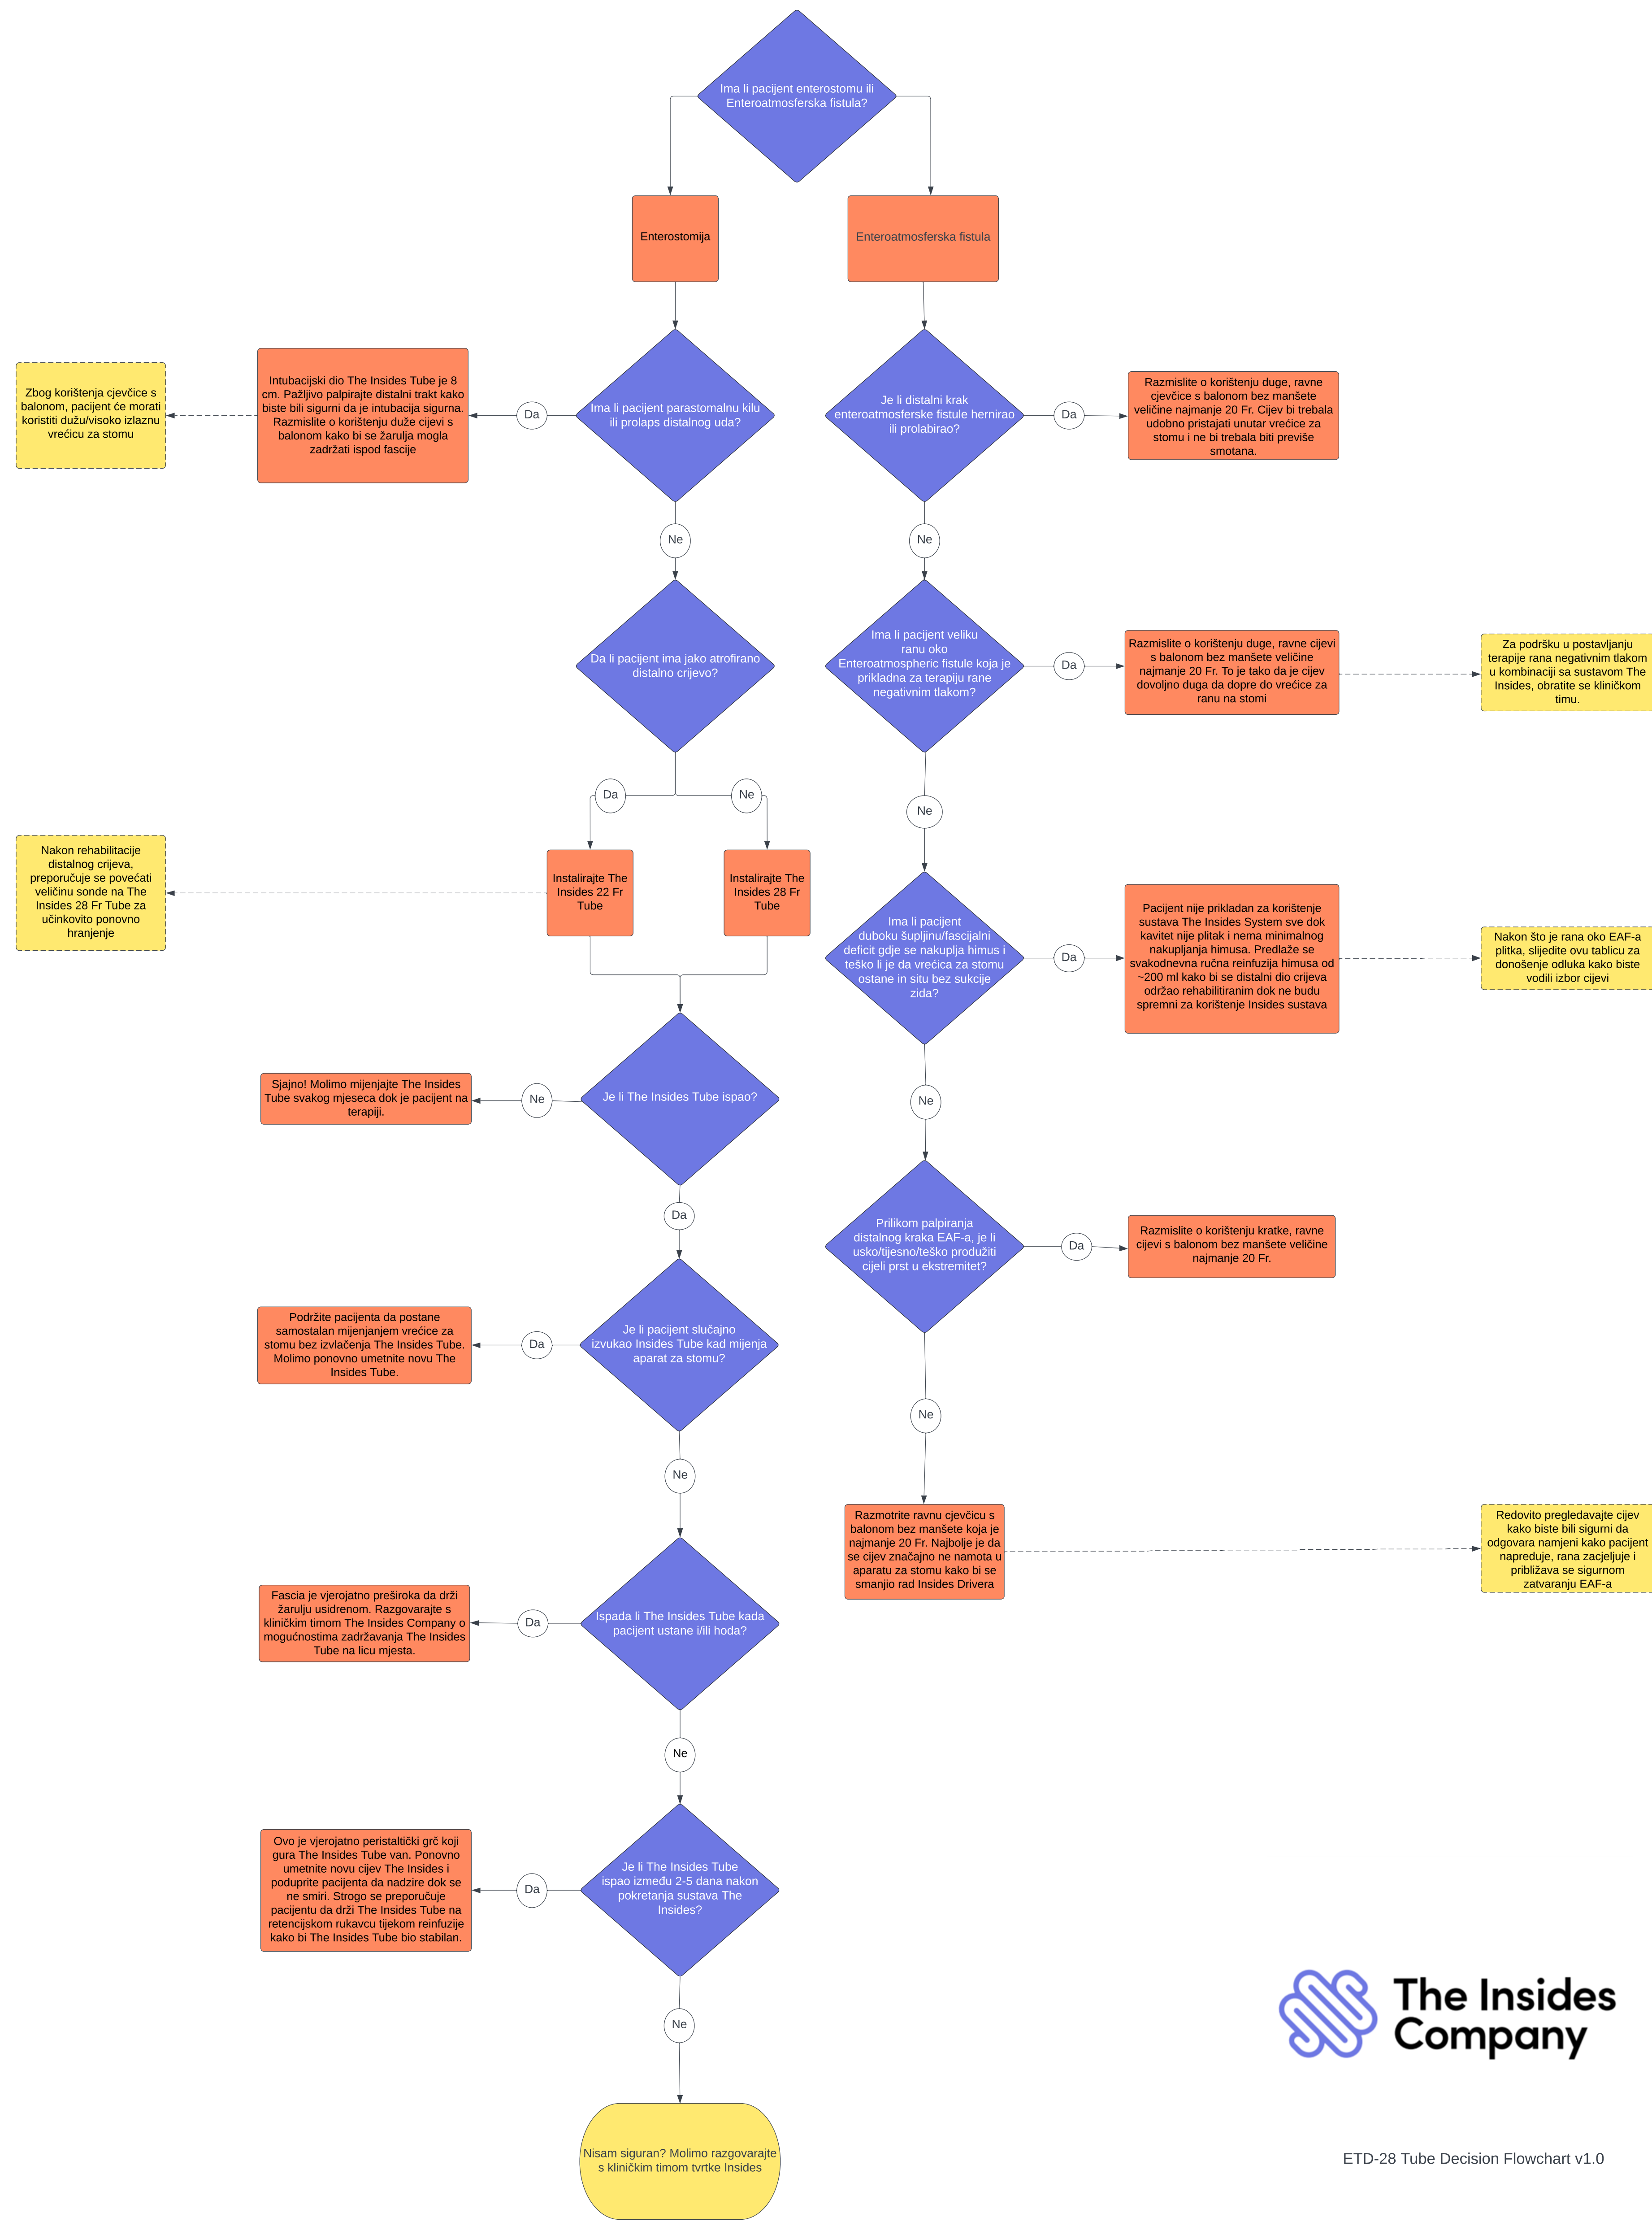 Ima li pacijent enterostomu ili
Enteroatmosferska fistula?
Enterostomija
Enteroatmosferska fistula
Zbog korištenja cjevčice s
balonom, pacijent će morati
koristiti dužu/visoko izlaznu
vrećicu za stomu
Intubacijski dio The Insides Tube je 8
cm. Pažljivo palpirajte distalni trakt kako
biste bili sigurni da je intubacija sigurna.
Razmislite o korištenju duže cijevi s
balonom kako bi se žarulja mogla
zadržati ispod fascije
Da
Ima li pacijent parastomalnu kilu
ili prolaps distalnog uda?
Je li distalni krak
enteroatmosferske fistule hernirao
ili prolabirao?
Da
Razmislite o korištenju duge, ravne
cjevčice s balonom bez manšete
veličine najmanje 20 Fr. Cijev bi trebala
udobno pristajati unutar vrećice za
stomu i ne bi trebala biti previše
smotana.
Ne
Ne
Da li pacijent ima jako atrofirano
distalno crijevo?
Ima li pacijent veliku
ranu oko
Enteroatmospheric fistule koja je
prikladna za terapiju rane
negativnim tlakom?
Da
Razmislite o korištenju duge, ravne cijevi
s balonom bez manšete veličine
najmanje 20 Fr. To je tako da je cijev
dovoljno duga da dopre do vrećice za
ranu na stomi
Za podršku u postavljanju
terapije rana negativnim tlakom
u kombinaciji sa sustavom The
Insides, obratite se kliničkom
timu.
Da
Ne
Ne
Nakon rehabilitacije
distalnog crijeva,
preporučuje se povećati
veličinu sonde na The
Insides 28 Fr Tube za
učinkovito ponovno
hranjenje
Instalirajte The
Insides 22 Fr
Tube
Instalirajte The
Insides 28 Fr
Tube
Ima li pacijent
duboku šupljinu/fascijalni
deficit gdje se nakuplja himus i
teško li je da vrećica za stomu
ostane in situ bez sukcije
zida?
Da
Pacijent nije prikladan za korištenje
sustava The Insides System sve dok
kavitet nije plitak i nema minimalnog
nakupljanja himusa. Predlaže se
svakodnevna ručna reinfuzija himusa od
~200 ml kako bi se distalni dio crijeva
održao rehabilitiranim dok ne budu
spremni za korištenje Insides sustava
Nakon što je rana oko EAF-a
plitka, slijedite ovu tablicu za
donošenje odluka kako biste
vodili izbor cijevi
Sjajno! Molimo mijenjajte The Insides
Tube svakog mjeseca dok je pacijent na
terapiji.
Ne
Je li The Insides Tube ispao?
Ne
Da
Prilikom palpiranja
distalnog kraka EAF-a, je li
usko/tijesno/teško produžiti
cijeli prst u ekstremitet?
Da
Razmislite o korištenju kratke, ravne
cijevi s balonom bez manšete veličine
najmanje 20 Fr.
Podržite pacijenta da postane
samostalan mijenjanjem vrećice za
stomu bez izvlačenja The Insides Tube.
Molimo ponovno umetnite novu The
Insides Tube.
Da
Je li pacijent slučajno
izvukao Insides Tube kad mijenja
aparat za stomu?
Ne
Ne
Razmotrite ravnu cjevčicu s
balonom bez manšete koja je
najmanje 20 Fr. Najbolje je da
se cijev značajno ne namota u
aparatu za stomu kako bi se
smanjio rad Insides Drivera
Redovito pregledavajte cijev
kako biste bili sigurni da
odgovara namjeni kako pacijent
napreduje, rana zacjeljuje i
približava se sigurnom
zatvaranju EAF-a
Fascia je vjerojatno preširoka da drži
žarulju usidrenom. Razgovarajte s
kliničkim timom The Insides Company o
mogućnostima zadržavanja The Insides
Tube na licu mjesta.
Da
Ispada li The Insides Tube kada
pacijent ustane i/ili hoda?
Ne
Ovo je vjerojatno peristaltički grč koji
gura The Insides Tube van. Ponovno
umetnite novu cijev The Insides i
poduprite pacijenta da nadzire dok se
ne smiri. Strogo se preporučuje
pacijentu da drži The Insides Tube na
retencijskom rukavcu tijekom reinfuzije
kako bi The Insides Tube bio stabilan.
Da
Je li The Insides Tube
ispao između 2-5 dana nakon
pokretanja sustava The
Insides?
Ne
The Insides
Company
Nisam siguran? Molimo razgovarajte
s kliničkim timom tvrtke Insides
ETD-28 Tube Decision Flowchart v1.0